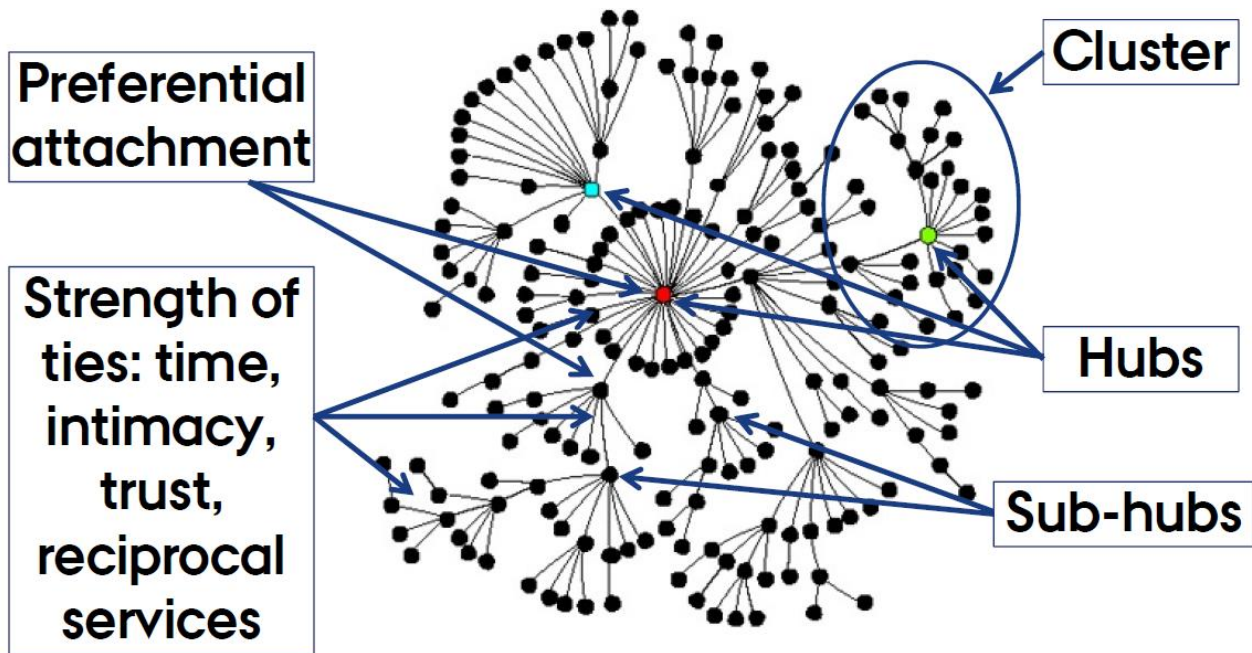 Preferential
attachment
Strength of
ties: time,
intimacy,
trust,
reciprocal
services
Cluster
Hubs
Sub-hubs